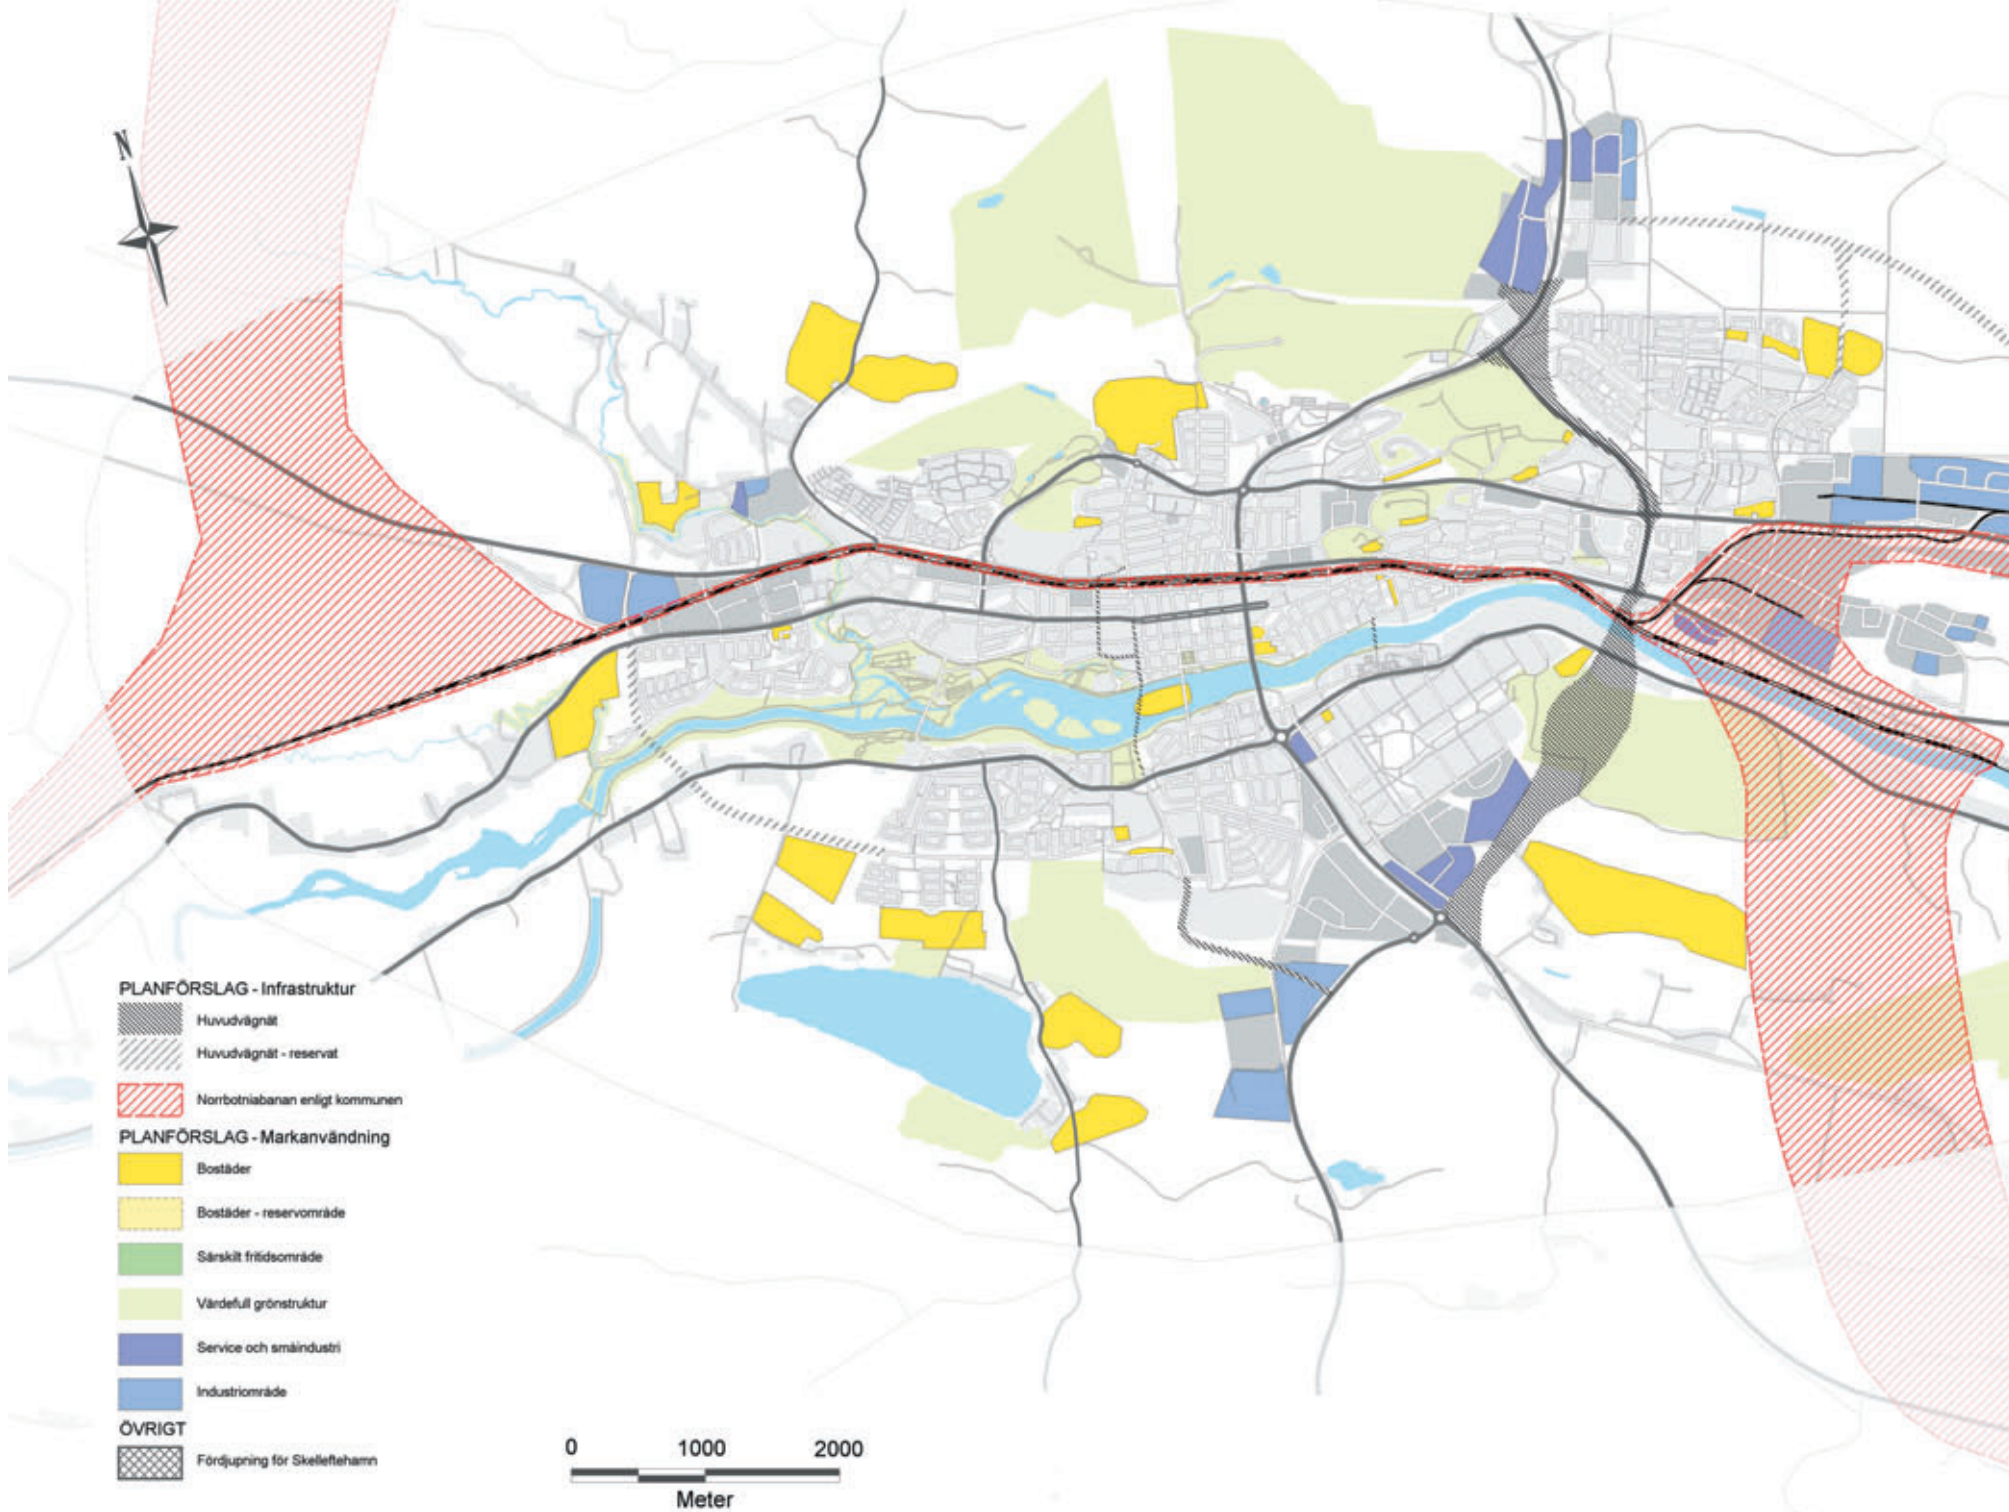 N
PLANFÖRSLAG - Infrastruktur
Huvudvägnät
Huvudvägnät - reservat
Norrbotniabanan enligt kommunen
PLANFÖRSLAG - Markanvändning
Bostäder
Bostäder - reservområde
Särskilt fritidsområde
Värdefull grönstruktur
Service och småindustri
Industriområde
ÖVRIGT
Fördjupning för Skelleftehamn
0 1000 2000
Meter